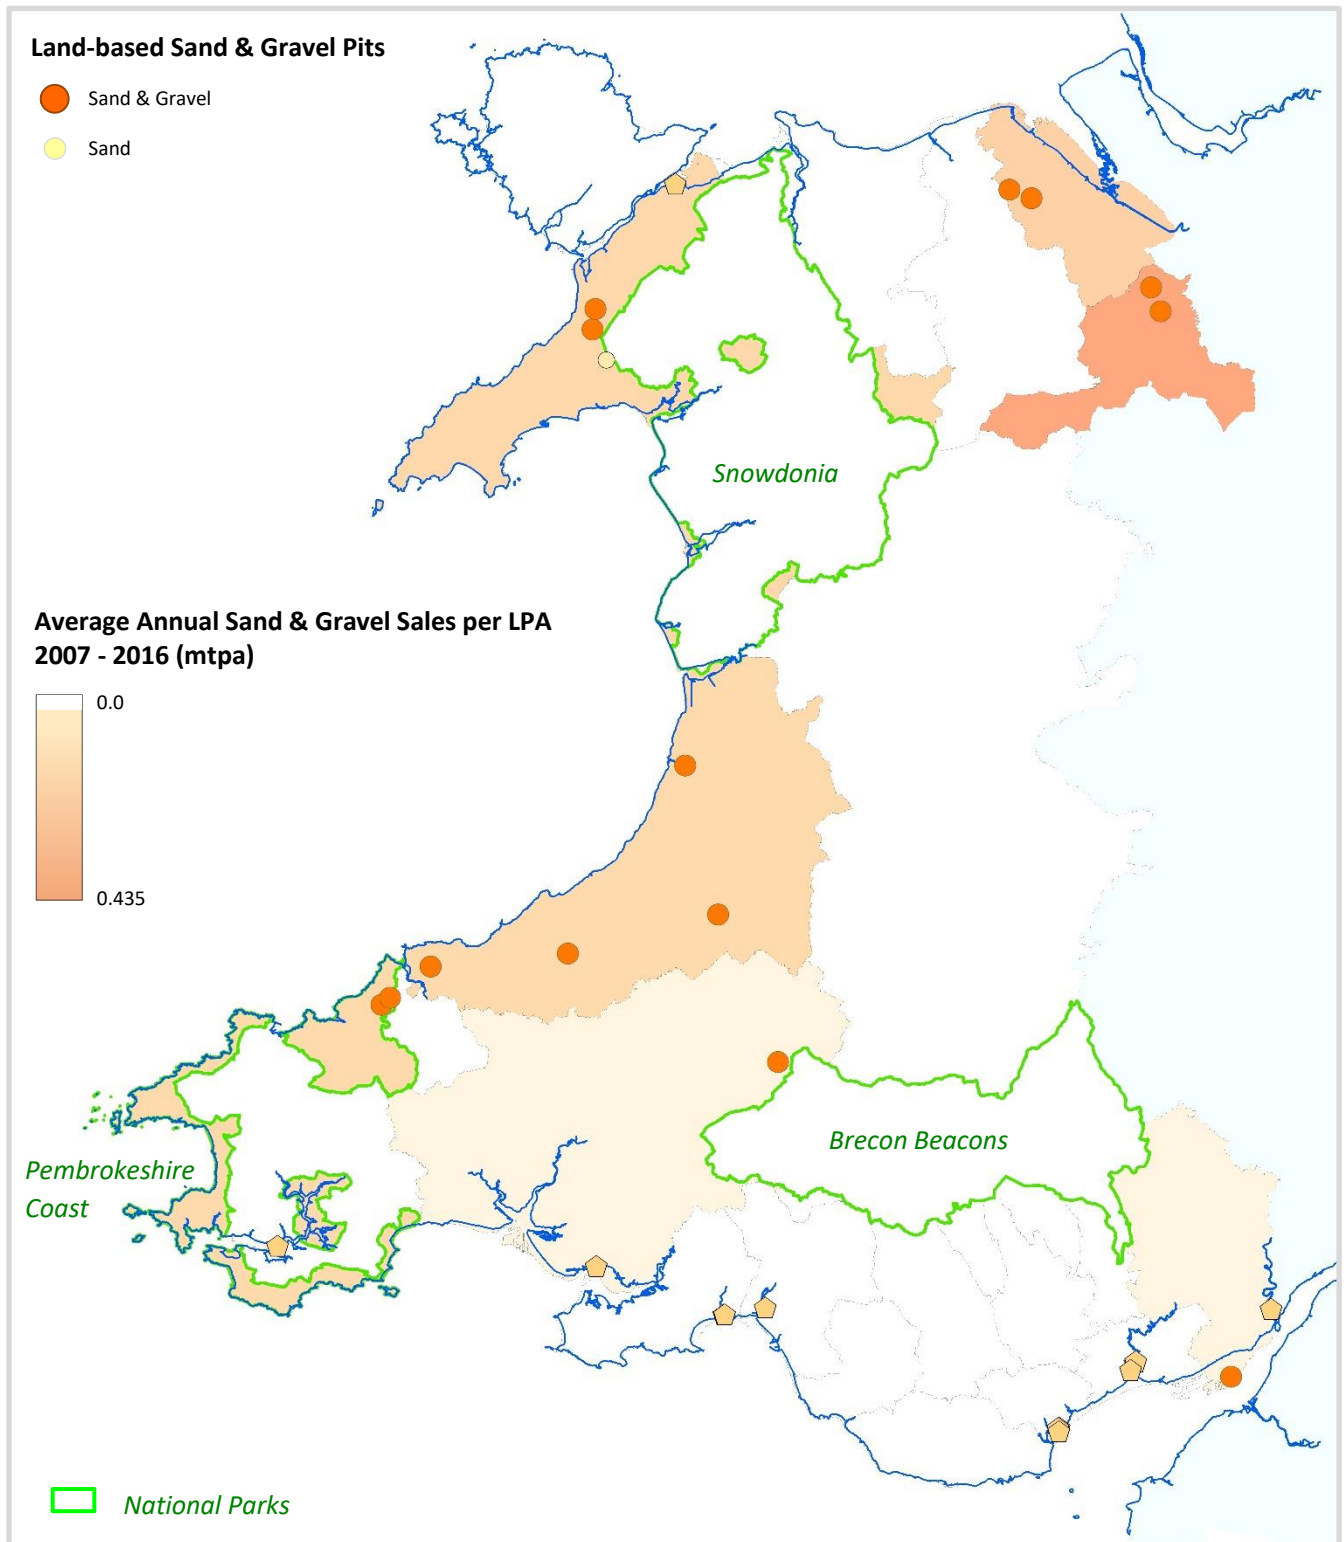 Land-based Sand & Gravel Pits
Sand & Gravel
Sand
Snowdonia
Average Annual Sand & Gravel Sales per LPA
2007 - 2016 (mtpa)
0.0
0.435
Brecon Beacons
Pembrokeshire
Coast
National Parks